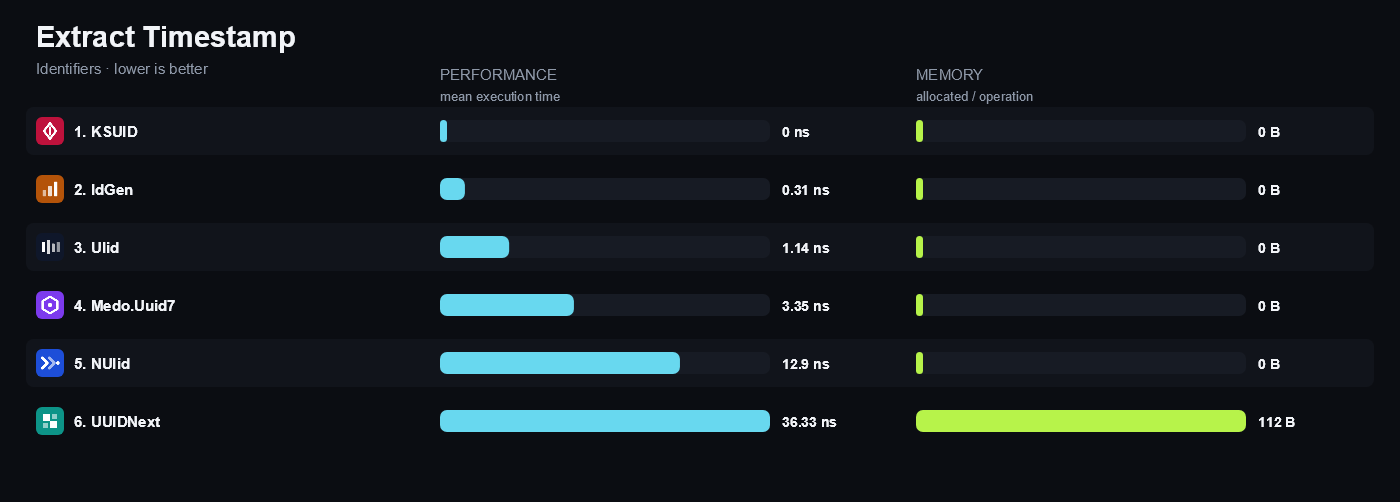 Extract Timestamp
Identifiers · lower is better
PERFORMANCE MEMORY
mean execution time allocated / operation
1. KSUID 0 ns 0 B
2. IdGen 0.31 ns 0 B
3. Ulid 1.14 ns 0 B
4. Medo.Uuid7 3.35 ns 0 B
5. NUlid 12.9 ns 0 B
6. UUIDNext 36.33 ns 112 B